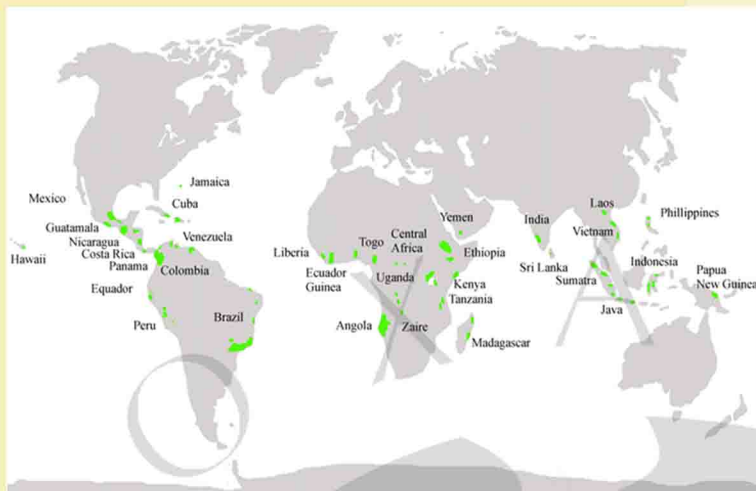 Jamaica
Mexico
Cuba
Guatamala
Nicaragua
Costa Rica
Panama
Venezuela
Hawaii
Colombia
Equador
Peru
Brazil
Liberia
Ecuador
Guinea
Togo
Central
Africa
Yemen
Ethiopia
Uganda
Kenya
Tanzania
Angola
Zaire
Madagascar
India
Sri Lanka
Laos
Vietnam
Phillippines
Sumatra
Indonesia
Java
Papua
New Guinea